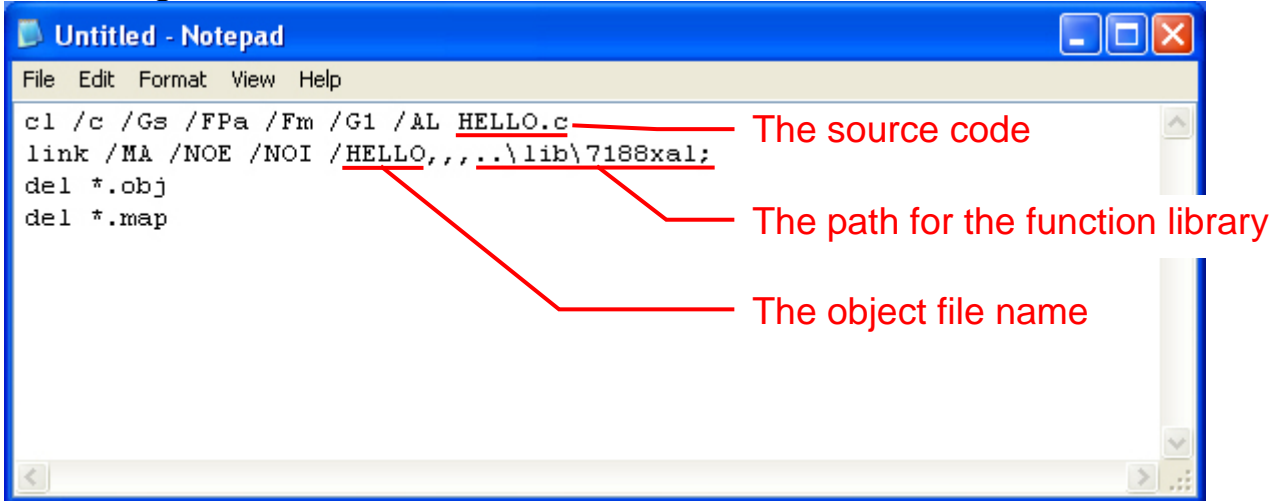 Untitled - Notepad
File Edit Format View Help
cl /c /Gs /FPa /Fm /G1 /AL HELLO.c
The source code
link /MA /NOE /NOI /HELLO,,,..\lib\7188xal;
del *.obj
del *.map
The path for the function library
The object file name